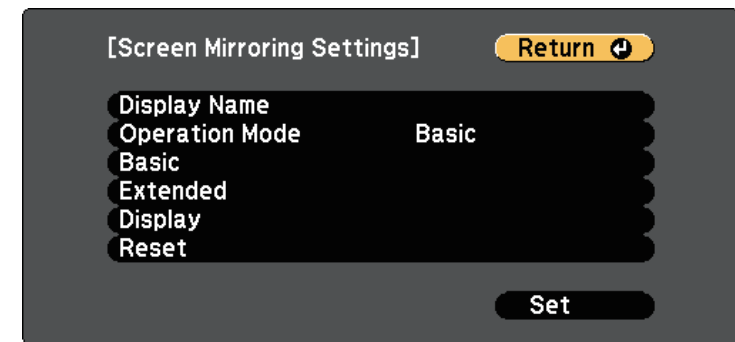 [Screen Mirroring Settings] Return
Display Name
Operation Mode Basic
Basic
Extended
Display
Reset
Set